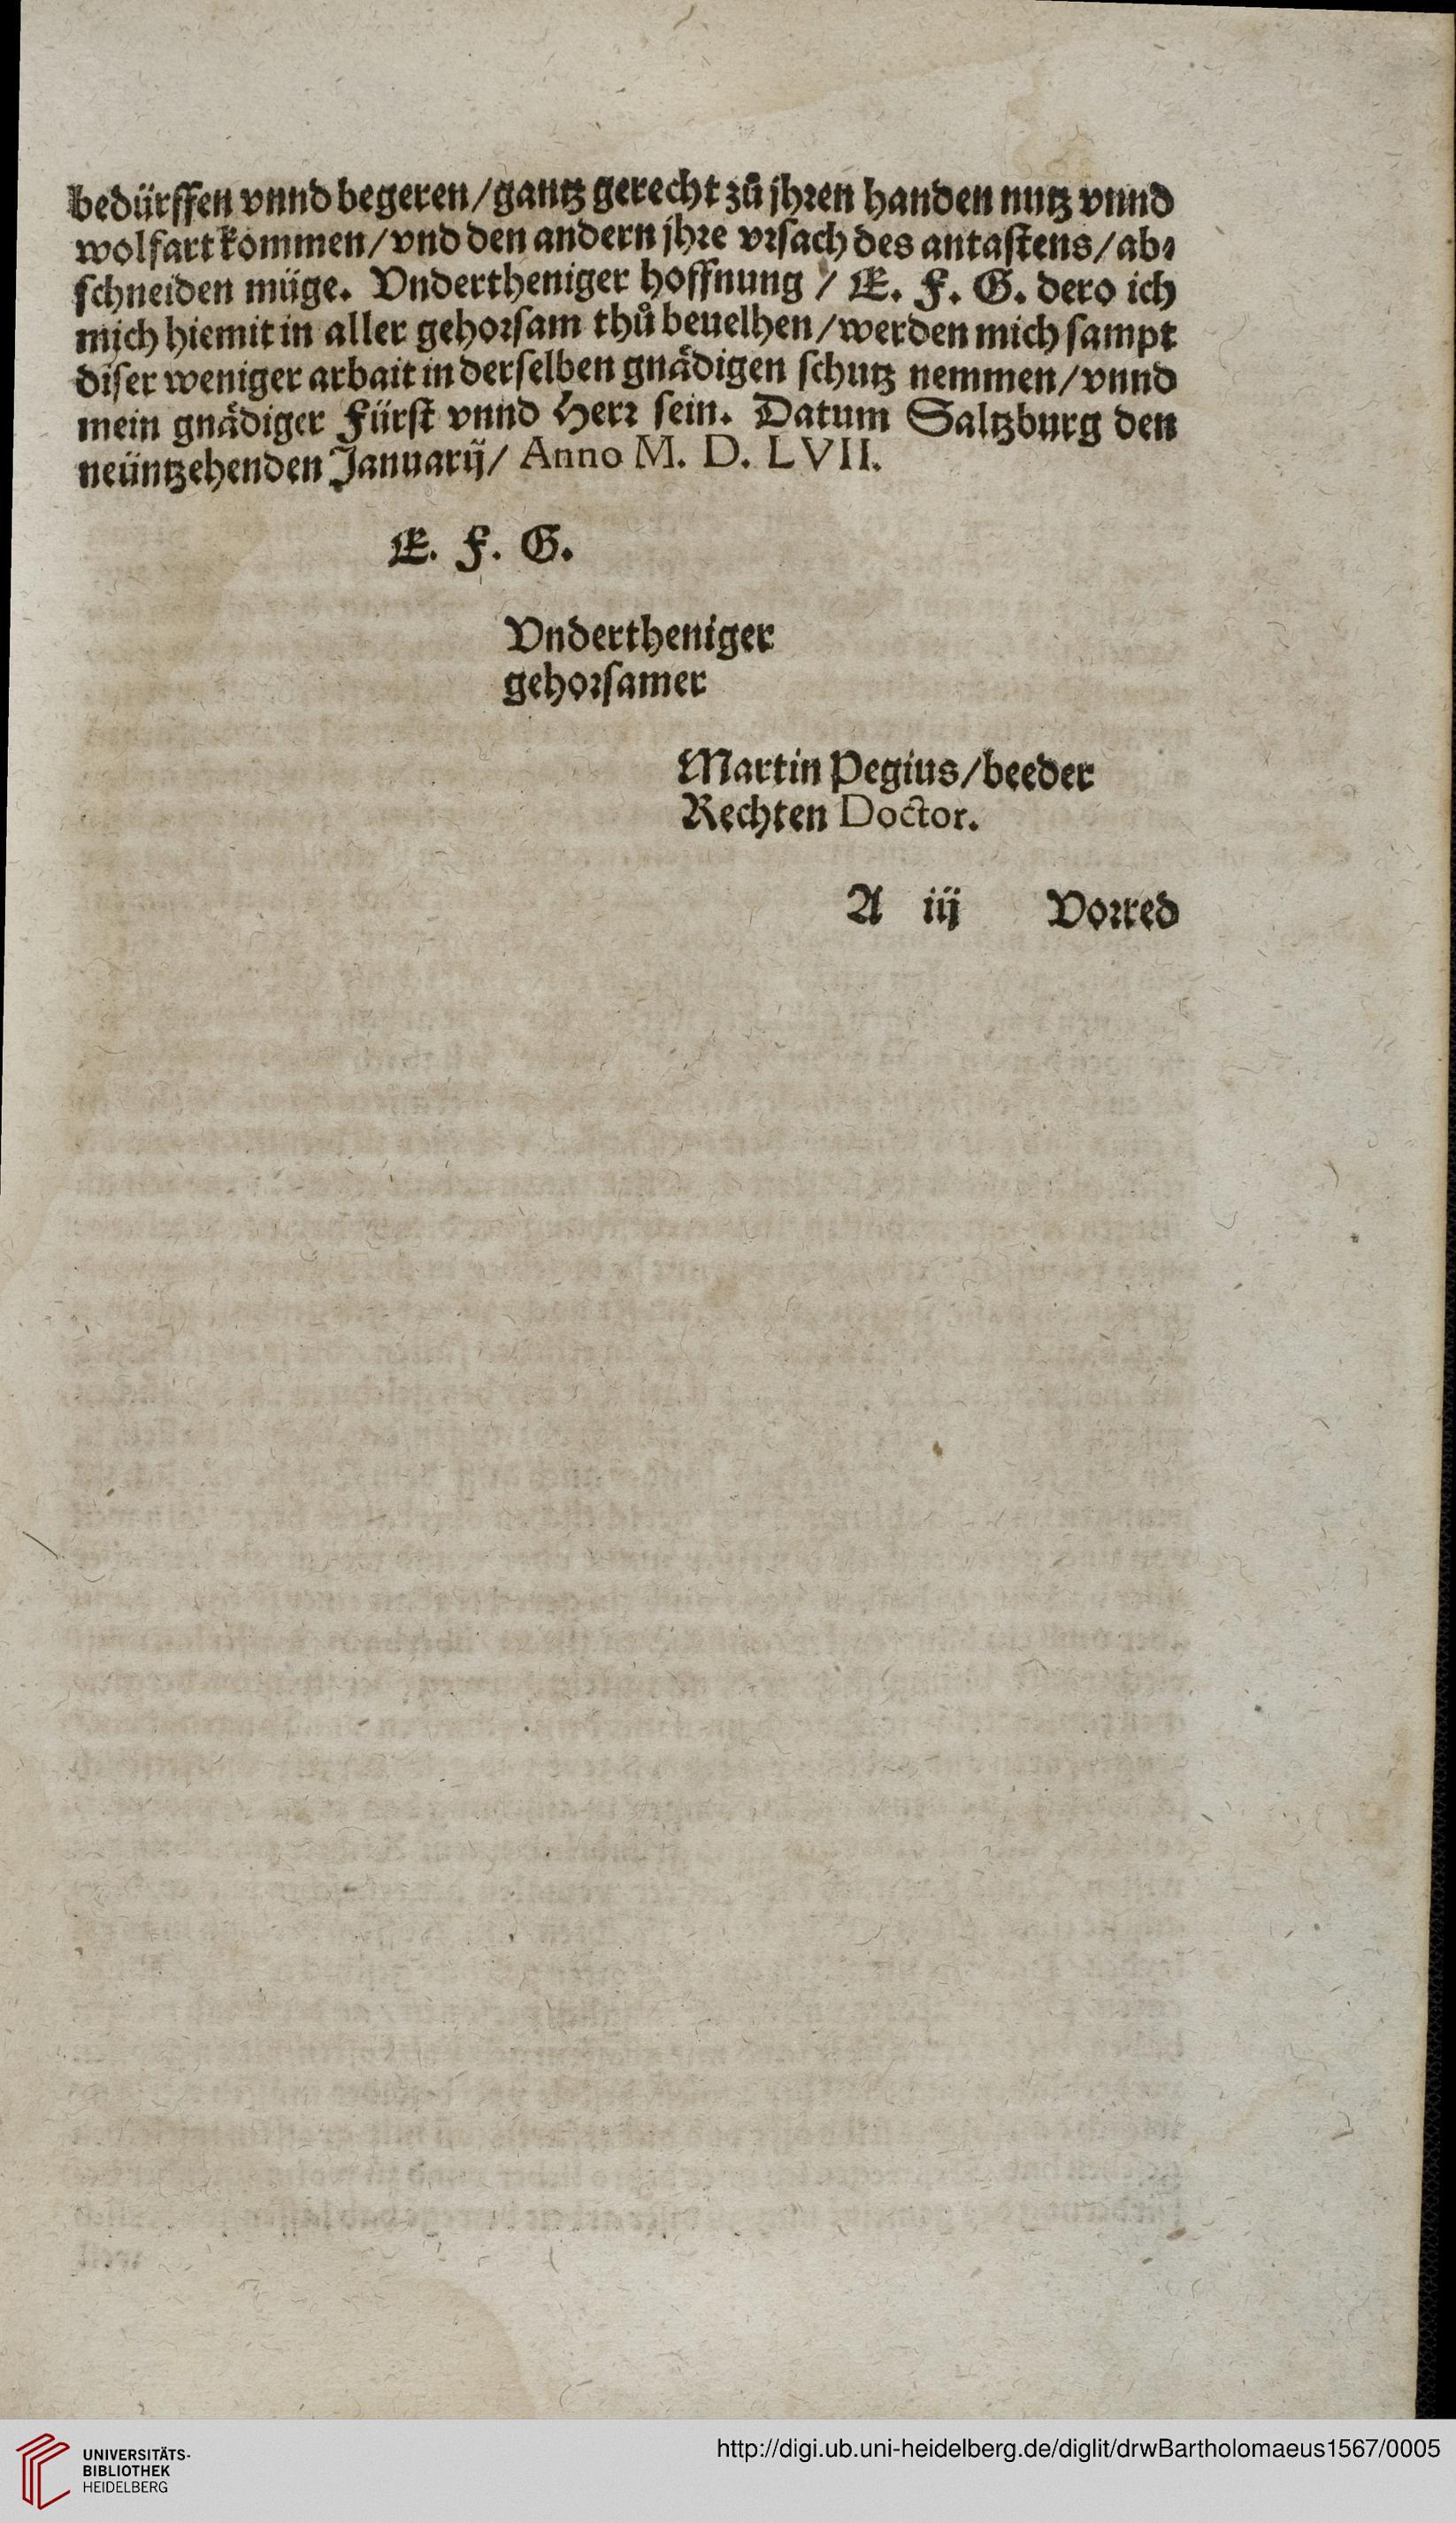 bedürffen vnnd begeren/gantz gerecht zů jhren handen nutz vnnd
wolfart kommen/vnd den andern jhre vrsach des antastens/ab⸗
schneiden müge. Vndertheniger hoffnung / E. F. G. dero ich
mich hiemit in aller gehorsam thů beuelhen/werden mich sampt
diser weniger arbait in derselben gnädigen schutz nemmen/vnnd
mein gnädiger Fürst vnnd Herr sein. Datum Saltzburg den
neüntzehenden Januarij/ Anno M. D. LVII.
E. F. G.
Vndertheniger
gehorsamer
Martin Pegius/beeder
Rechten Doctor.
A iij Vorred
UNIVERSITÄTS-
BIBLIOTHEK
HEIDELBERG
http://digi.ub.uni-heidelberg.de/diglit/drwBartholomaeus1567/0005